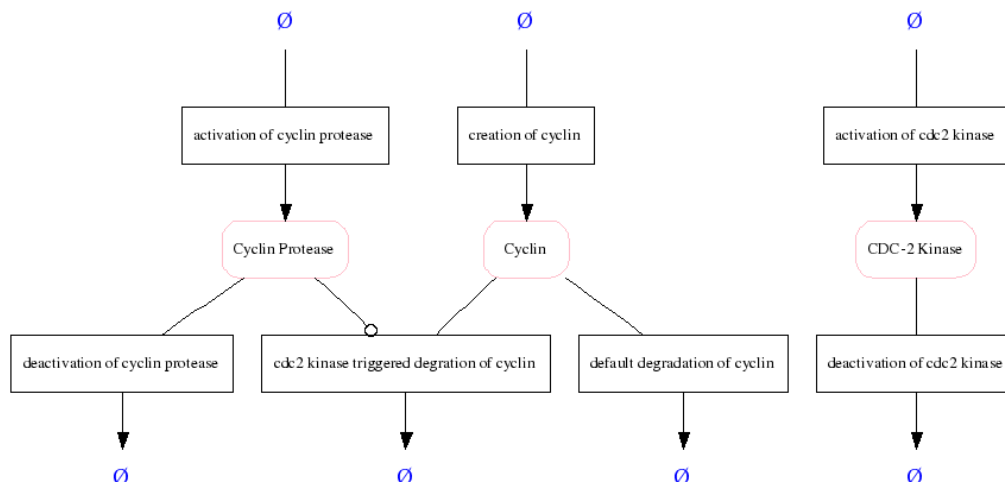 Ø Ø Ø
activation of cyclin protease creation of cyclin activation of cdc2 kinase
Cyclin Protease Cyclin CDC-2 Kinase
deactivation of cyclin protease cdc2 kinase triggered degration of cyclin default degradation of cyclin deactivation of cdc2 kinase
Ø Ø Ø Ø